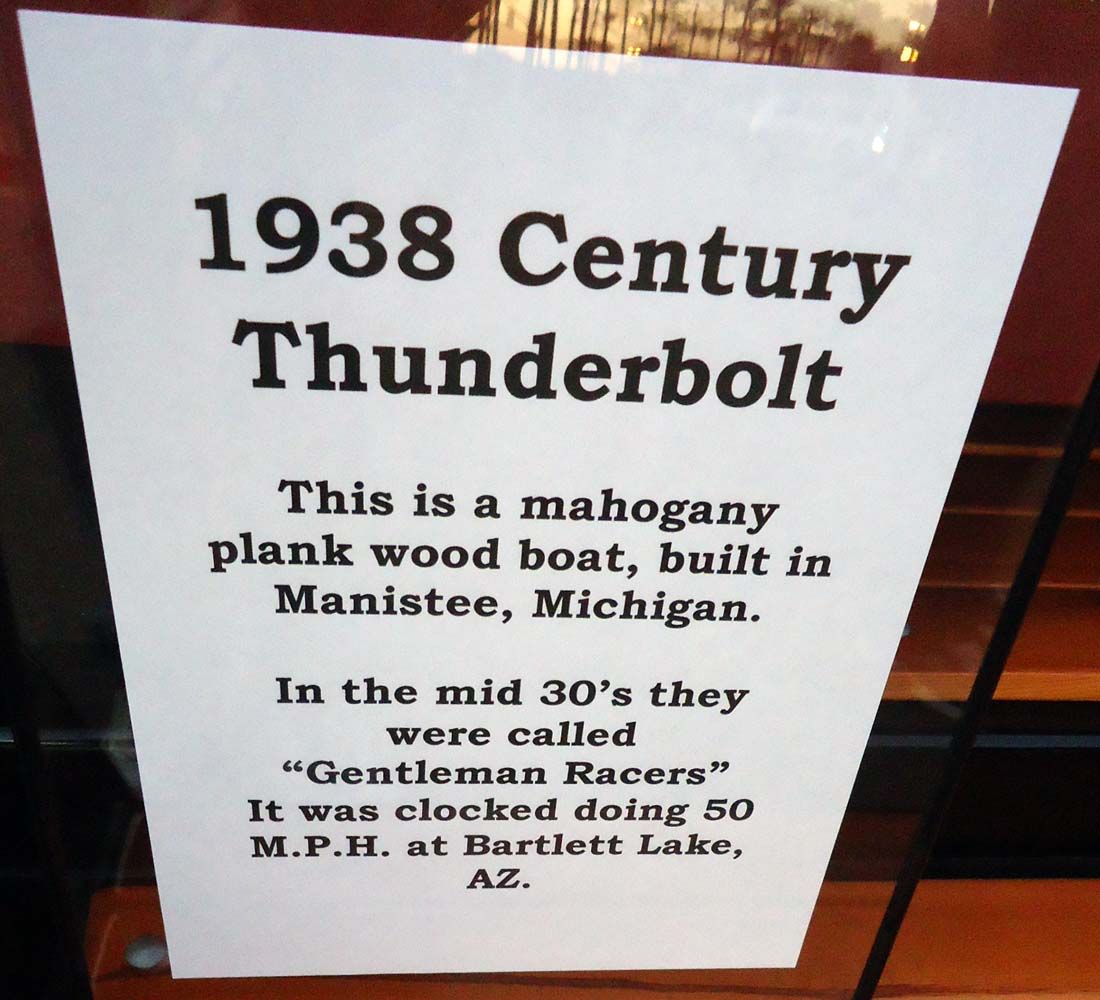 1938 Century
Thunderbolt
This is a mahogany
plank wood boat, built in
Manistee, Michigan.
In the mid 30’s they
were called
“Gentleman Racers”
It was clocked doing 50
M.P.H. at Bartlett Lake,
AZ.